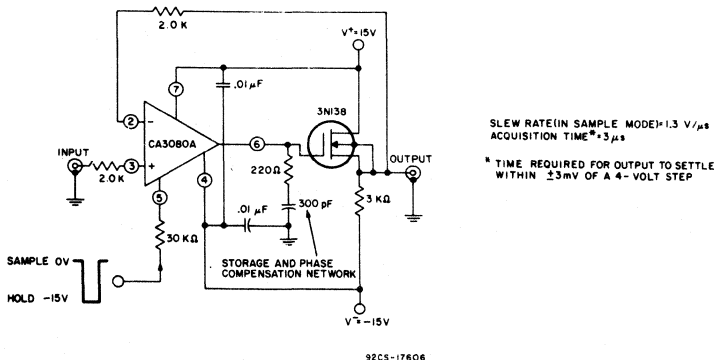 2.0 K
V+=15V
.01 µF
7
3N138
2
-
CA3080A
6
SLEW RATE(IN SAMPLE MODE)=1.3 V/µs
ACQUISITION TIME*=3 µs
INPUT
3
+
OUTPUT
* TIME REQUIRED FOR OUTPUT TO SETTLE
WITHIN ±3mV OF A 4-VOLT STEP
2.0 K
5
4
220Ω
.01 µF
300 pF
3 KΩ
30 KΩ
SAMPLE 0V
STORAGE AND PHASE
COMPENSATION NETWORK
HOLD -15V
V-=-15V
92CS-17606